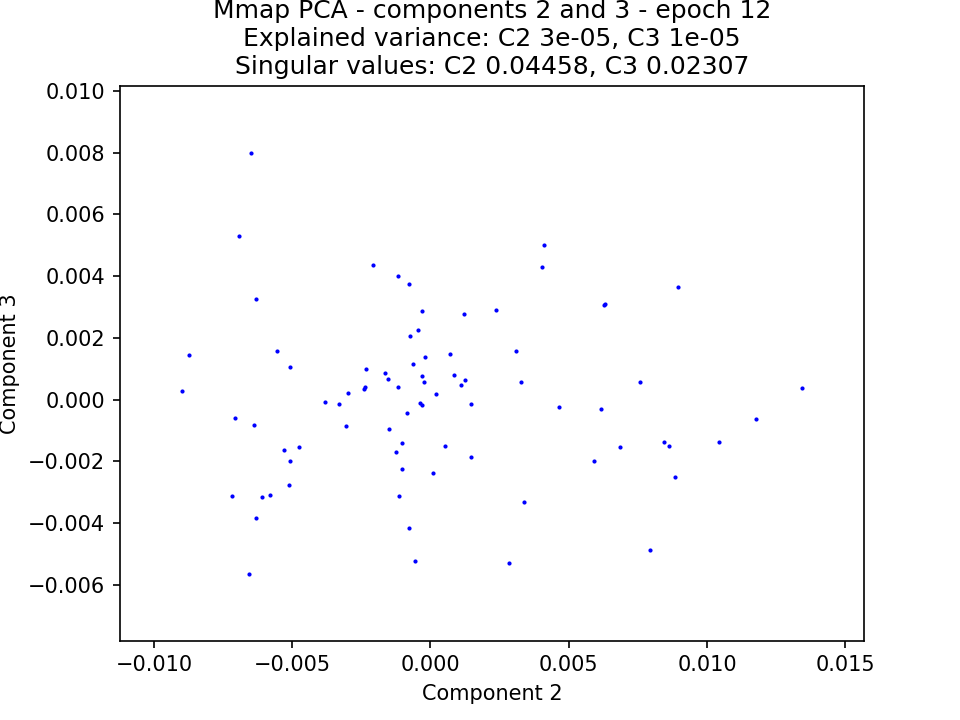 Mmap PCA - components 2 and 3 - epoch 12
Explained variance: C2 3e-05, C3 1e-05
Singular values: C2 0.04458, C3 0.02307
0.010
0.008
0.006
0.004
0.002
0.000
−0.002
−0.004
−0.006
Component 3
−0.010 −0.005 0.000 0.005 0.010 0.015
Component 2